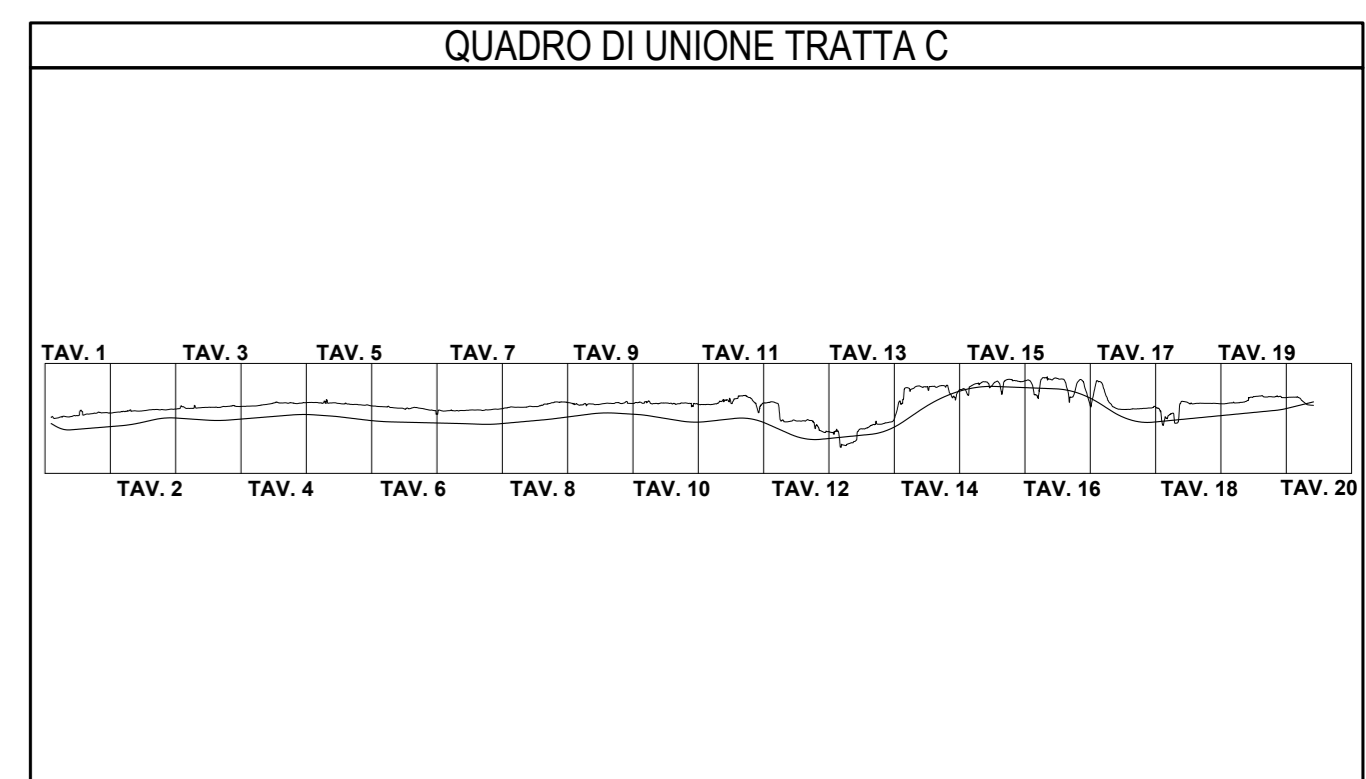 QUADRO DI UNIONE TRATTA C
TAV. 1 TAV. 3 TAV. 5 TAV. 7 TAV. 9 TAV. 11 TAV. 13 TAV. 15 TAV. 17 TAV. 19
TAV. 2 TAV. 4 TAV. 6 TAV. 8 TAV. 10 TAV. 12 TAV. 14 TAV. 16 TAV. 18 TAV. 20